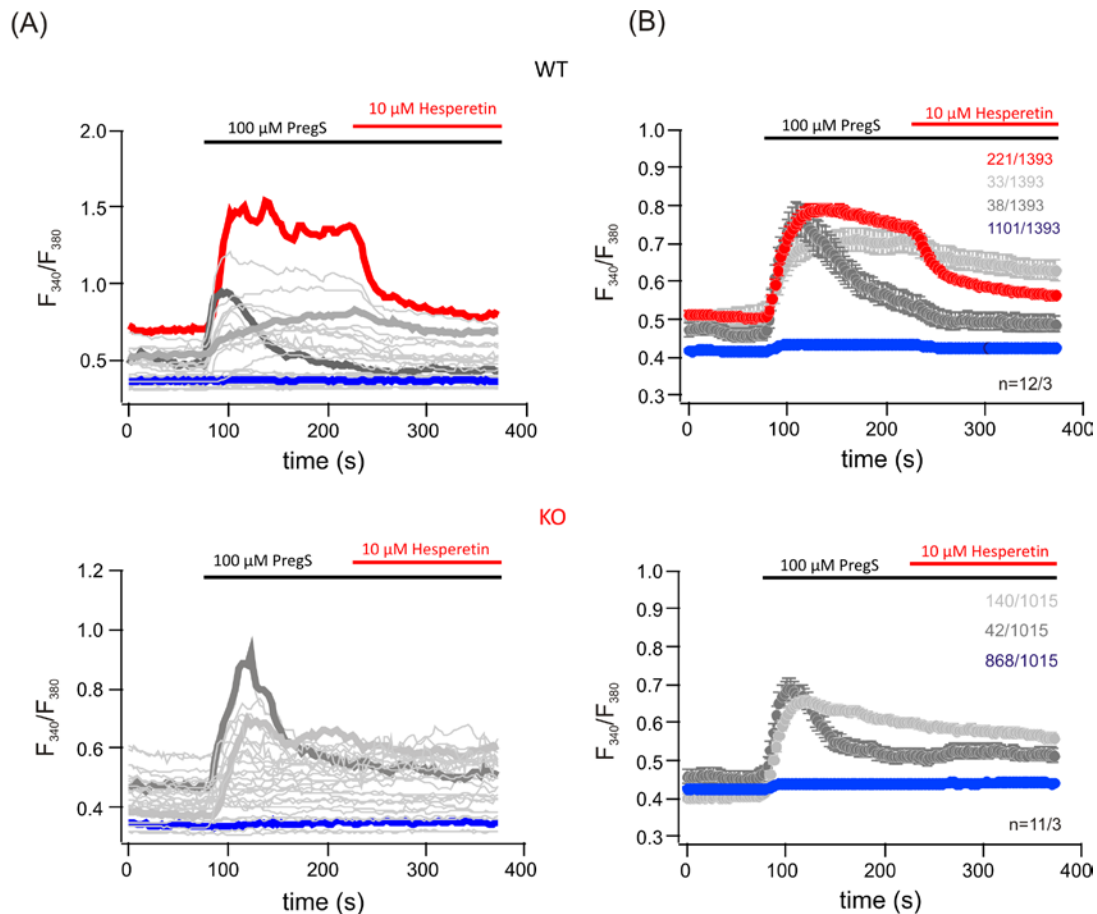 (A)
(B)
WT
10 µM Hesperetin
100 µM PregS
2.0
1.5
1.0
0.5
F340/F380
0
100
200
300
400
time (s)
10 µM Hesperetin
100 µM PregS
1.0
0.9
0.8
0.7
0.6
0.5
0.4
0.3
F340/F380
221/1393
33/1393
38/1393
1101/1393
n=12/3
0
100
200
300
400
time (s)
KO
10 µM Hesperetin
100 µM PregS
1.2
1.0
0.8
0.6
0.4
F340/F380
0
100
200
300
400
time (s)
10 µM Hesperetin
100 µM PregS
1.0
0.9
0.8
0.7
0.6
0.5
0.4
0.3
F340/F380
140/1015
42/1015
868/1015
n=11/3
0
100
200
300
400
time (s)